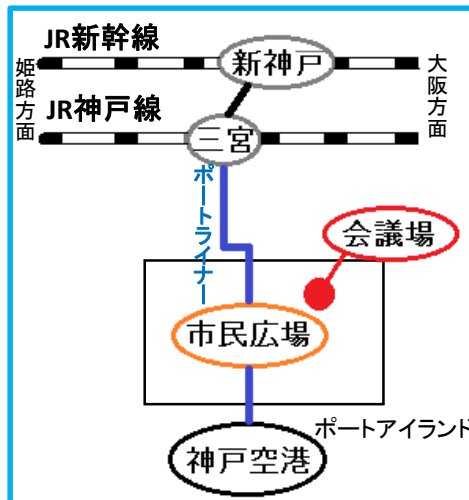 JR新幹線
新神戸
姫路方面
大阪方面
JR神戸線
三宮
ポートライナー
会議場
市民広場
ポートアイランド
神戸空港